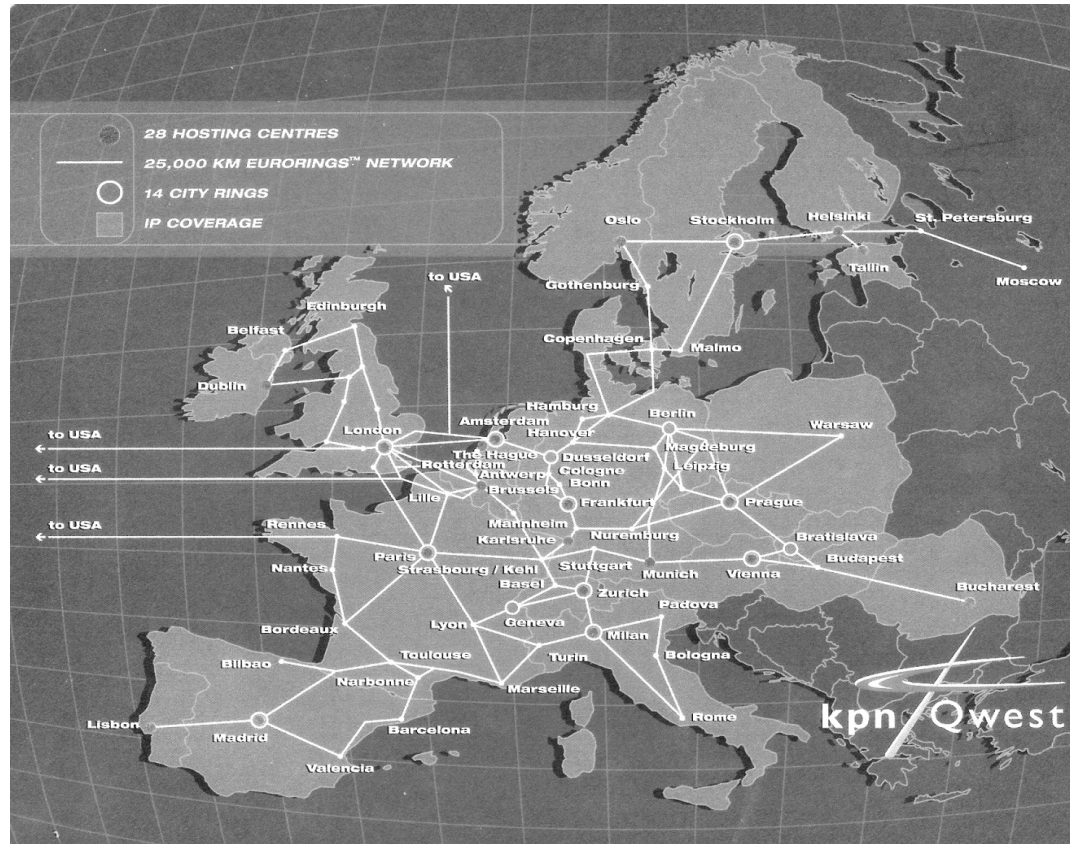 28 HOSTING CENTRES
25,000 KM EURORINGS™ NETWORK
14 CITY RINGS
IP COVERAGE
Oslo
Stockholm
Helsinki
St. Petersburg
Tallin
Moscow
to USA
Gothenburg
Edinburgh
Belfast
Copenhagen
Malmo
Dublin
Hamburg
Berlin
Amsterdam
Warsaw
London
to USA
Hanover
Magdeburg
The Hague
Dusseldorf
Rotterdam
Leipzig
to USA
Antwerp
Cologne
Bonn
Brussels
Lille
Frankfurt
Prague
to USA
Rennes
Mannheim
Karlsruhe
Nuremburg
Bratislava
Paris
Budapest
Strasbourg / Kehl
Stuttgart
Nantes
Munich
Vienna
Basel
Bucharest
Zurich
Padova
Geneva
Lyon
Bordeaux
Milan
Toulouse
Turin
Bologna
Bilbao
Narbonne
Marseille
Rome
kpn Qwest
Lisbon
Madrid
Barcelona
Valencia